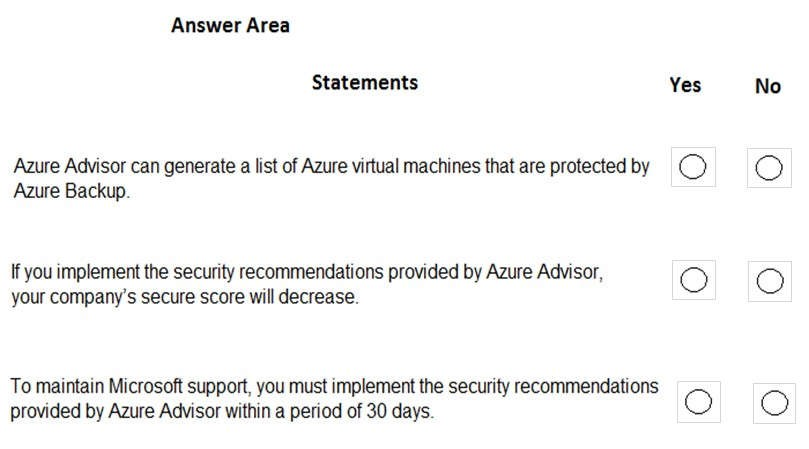 Answer Area
Statements Yes No
Azure Advisor can generate a list of Azure virtual machines that are protected by
Azure Backup.
If you implement the security recommendations provided by Azure Advisor,
your company's secure score will decrease.
To maintain Microsoft support, you must implement the security recommendations
provided by Azure Advisor within a period of 30 days.